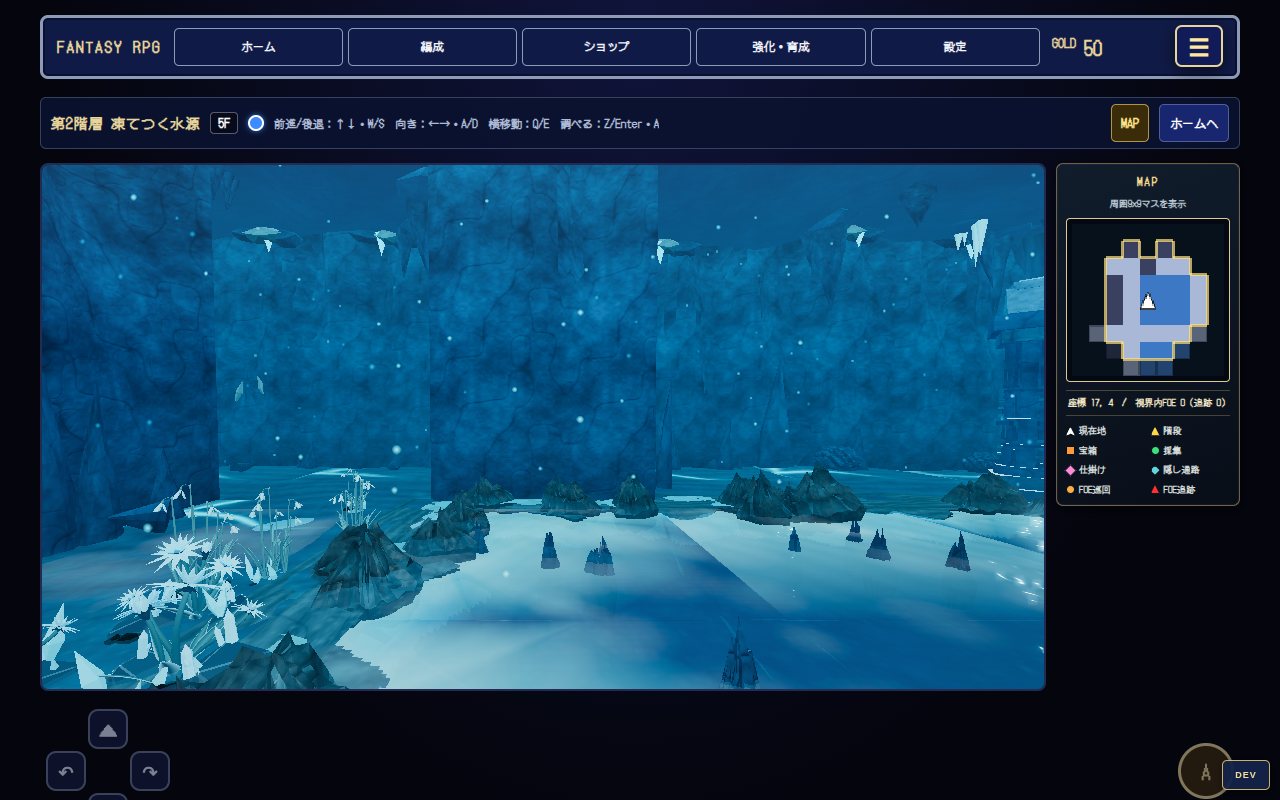 FANTASY RPG
ホーム
編成
ショップ
強化・育成
設定
GOLD 50
第2階層 凍てつく水源
5F
前進/後退:↑↓・W/S 向き:←→・A/D 横移動:Q/E 調べる:Z/Enter・A
MAP
ホームへ
MAP
周囲9x9マスを表示
座標 17, 4 / 視界内FOE 0 (追跡 0)
現在地
階段
宝箱
採集
仕掛け
隠し通路
FOE巡回
FOE追跡
A
DEV